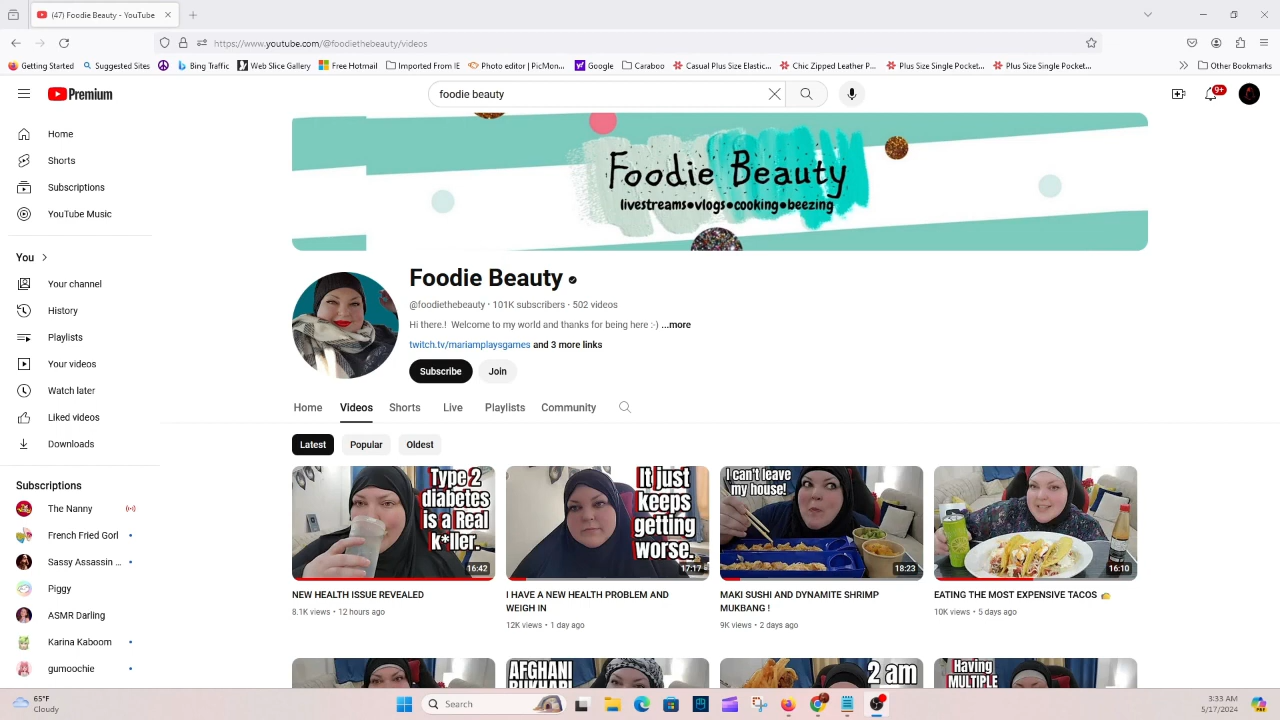 (47) Foodie Beauty - YouTube
https://www.youtube.com/@foodiethebeauty/videos
Getting Started
Suggested Sites
Bing Traffic
Web Slice Gallery
Free Hotmail
Imported From IE
Photo editor | PicMon...
Google
Caraboo
Casual Plus Size Elastic...
Chic Zipped Leather P...
Plus Size Single Pocket...
Plus Size Single Pocket...
Other Bookmarks
Premium
foodie beauty
9+
Home
Shorts
Subscriptions
YouTube Music
You
Your channel
History
Playlists
Your videos
Watch later
Liked videos
Downloads
Subscriptions
The Nanny
French Fried Gorl
Sassy Assassin ...
Piggy
ASMR Darling
Karina Kaboom
gumoochie
Foodie Beauty
livestreams•vlogs•cooking•beezing
Foodie Beauty
@foodiethebeauty · 101K subscribers · 502 videos
Hi there.! Welcome to my world and thanks for being here :-) ...more
twitch.tv/mariamplaysgames and 3 more links
Subscribe
Join
Home
Videos
Shorts
Live
Playlists
Community
Latest
Popular
Oldest
Type 2
diabetes
is a Real
K*ller.
16:42
NEW HEALTH ISSUE REVEALED
8.1K views • 12 hours ago
It just
keeps
getting
worse.
17:17
I HAVE A NEW HEALTH PROBLEM AND
WEIGH IN
12K views • 1 day ago
I can't leave
my house!
18:23
MAKI SUSHI AND DYNAMITE SHRIMP
MUKBANG !
9K views • 2 days ago
16:10
EATING THE MOST EXPENSIVE TACOS 🌮
10K views • 5 days ago
AFGHANI
2 am
Having
MULTIPLE
65°F
Cloudy
Search
3:33 AM
5/17/2024